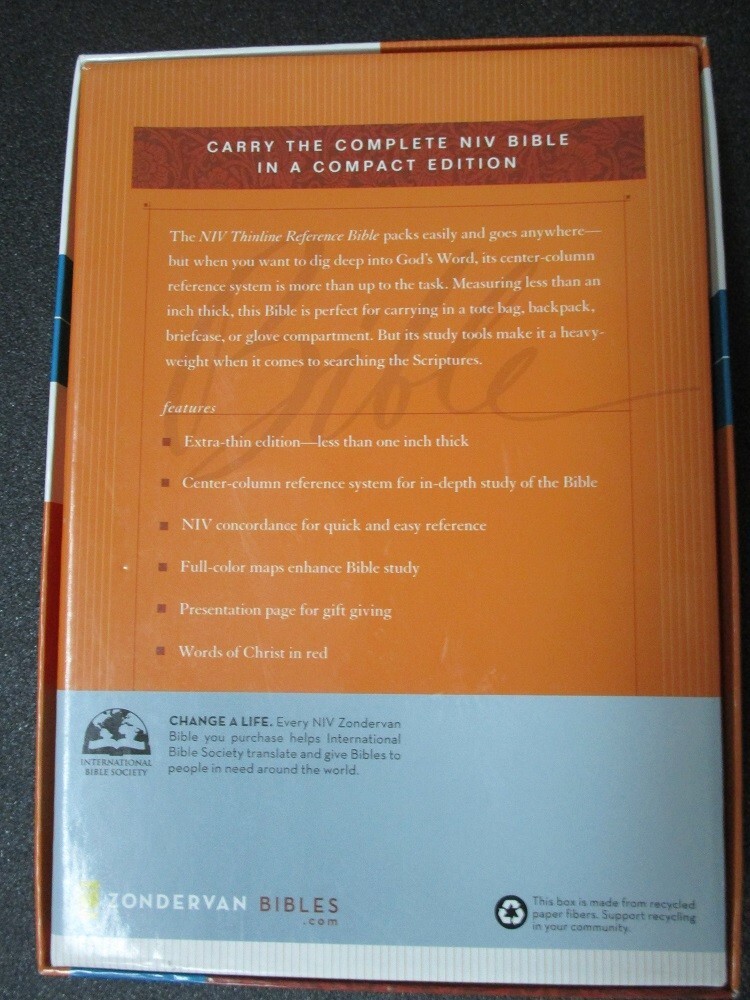 CARRY THE COMPLETE NIV BIBLE
IN A COMPACT EDITION
The NIV Thinline Reference Bible packs easily and goes anywhere—
but when you want to dig deep into God's Word, its center-column
reference system is more than up to the task. Measuring less than an
inch thick, this Bible is perfect for carrying in a tote bag, backpack,
briefcase, or glove compartment. But its study tools make it a heavy-
weight when it comes to searching the Scriptures.
Bible
features
Extra-thin edition—less than one inch thick
Center-column reference system for in-depth study of the Bible
NIV concordance for quick and easy reference
Full-color maps enhance Bible study
Presentation page for gift giving
Words of Christ in red
INTERNATIONAL
BIBLE SOCIETY
CHANGE A LIFE. Every NIV Zondervan
Bible you purchase helps International
Bible Society translate and give Bibles to
people in need around the world.
ZONDERVAN BIBLES
.com
This box is made from recycled
paper fibers. Support recycling
in your community.